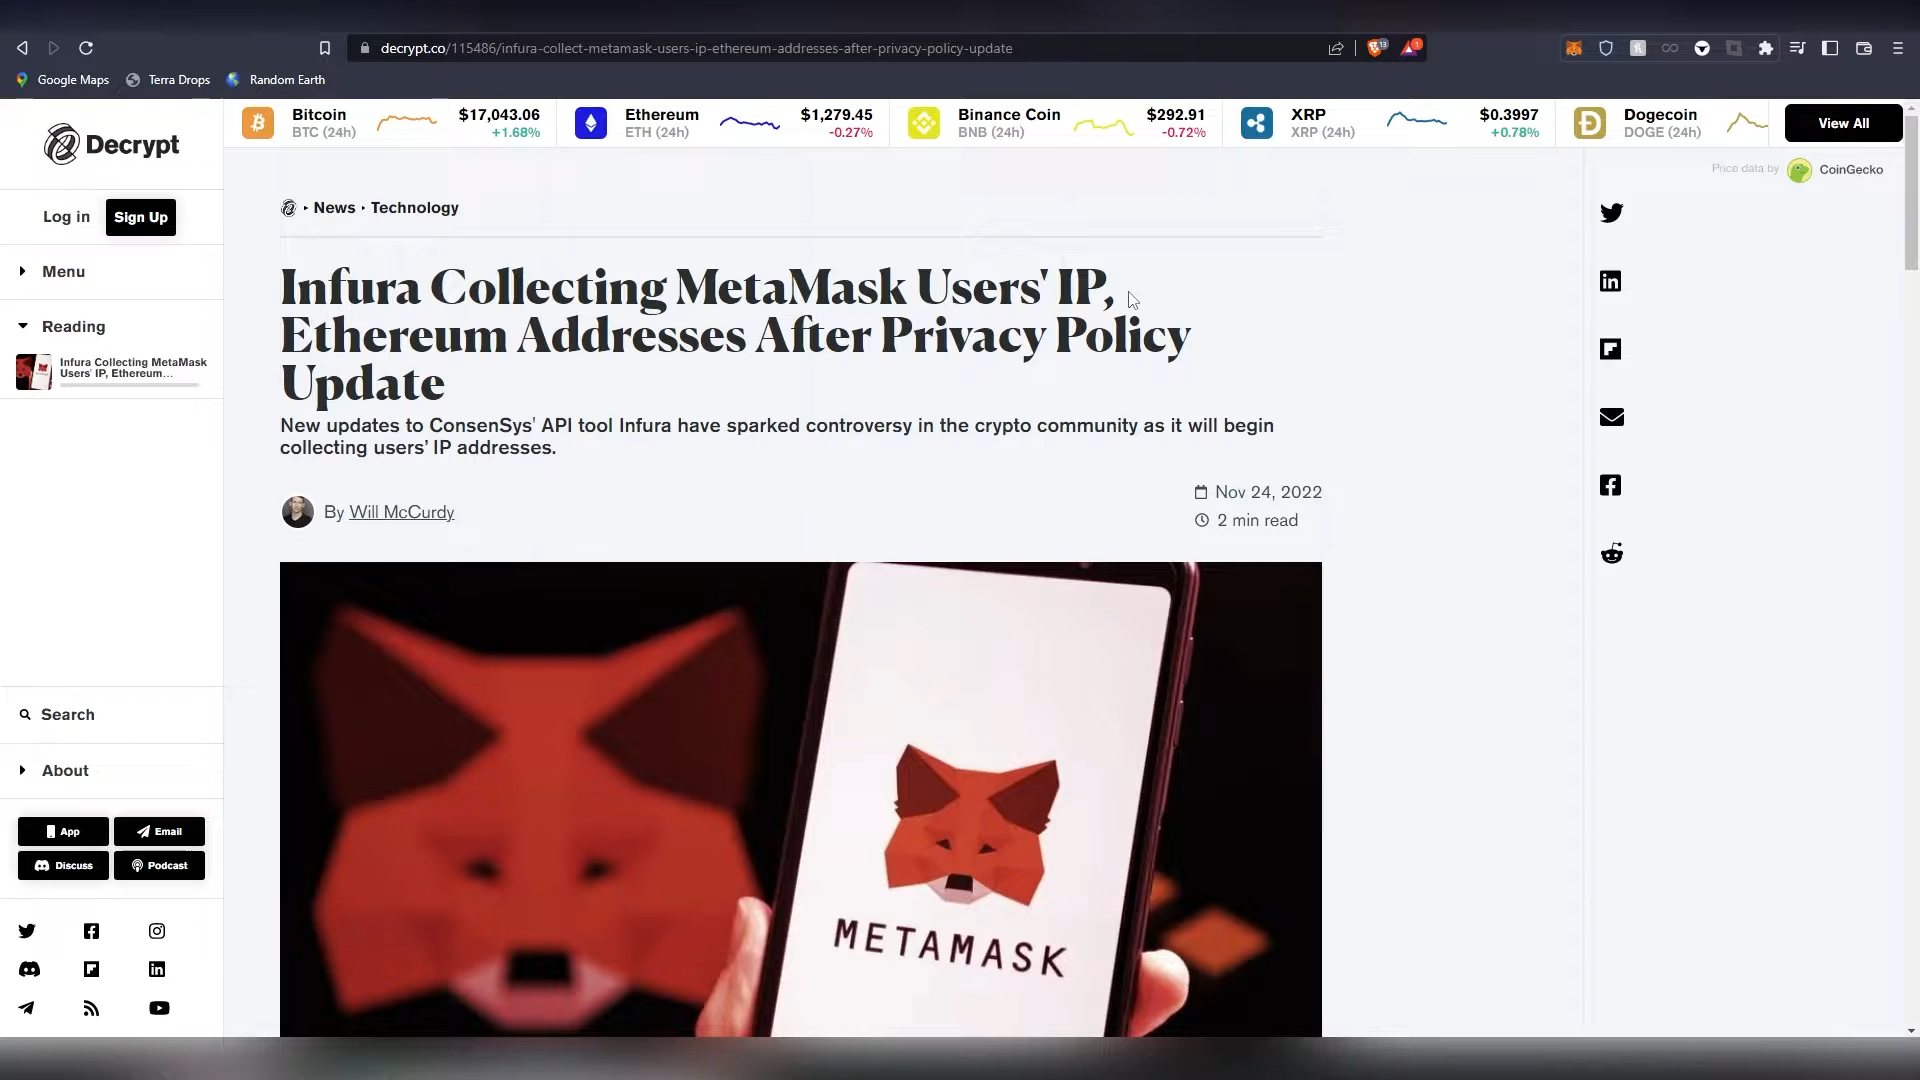 decrypt.co/115486/infura-collect-metamask-users-ip-ethereum-addresses-after-privacy-policy-update
13
1
Google Maps
Terra Drops
Random Earth
Decrypt
Bitcoin
BTC (24h)
$17,043.06
+1.68%
Ethereum
ETH (24h)
$1,279.45
-0.27%
Binance Coin
BNB (24h)
$292.91
-0.72%
XRP
XRP (24h)
$0.3997
+0.78%
Dogecoin
DOGE (24h)
View All
Price data by
CoinGecko
Log in
Sign Up
Menu
Reading
Infura Collecting MetaMask
Users' IP, Ethereum...
Search
About
App
Email
Discuss
Podcast
News
Technology
Infura Collecting MetaMask Users' IP,
Ethereum Addresses After Privacy Policy
Update
New updates to ConsenSys' API tool Infura have sparked controversy in the crypto community as it will begin
collecting users’ IP addresses.
By Will McCurdy
Nov 24, 2022
2 min read
METAMASK